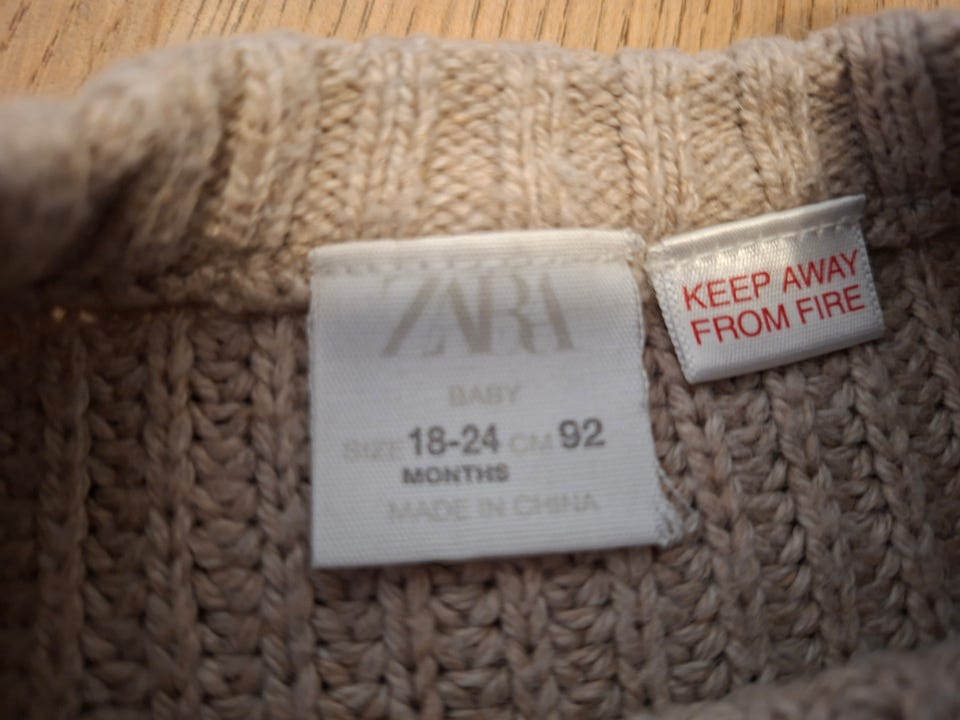 ZARA
BABY
SIZE 18-24 CM 92
MONTHS
MADE IN CHINA
KEEP AWAY
FROM FIRE